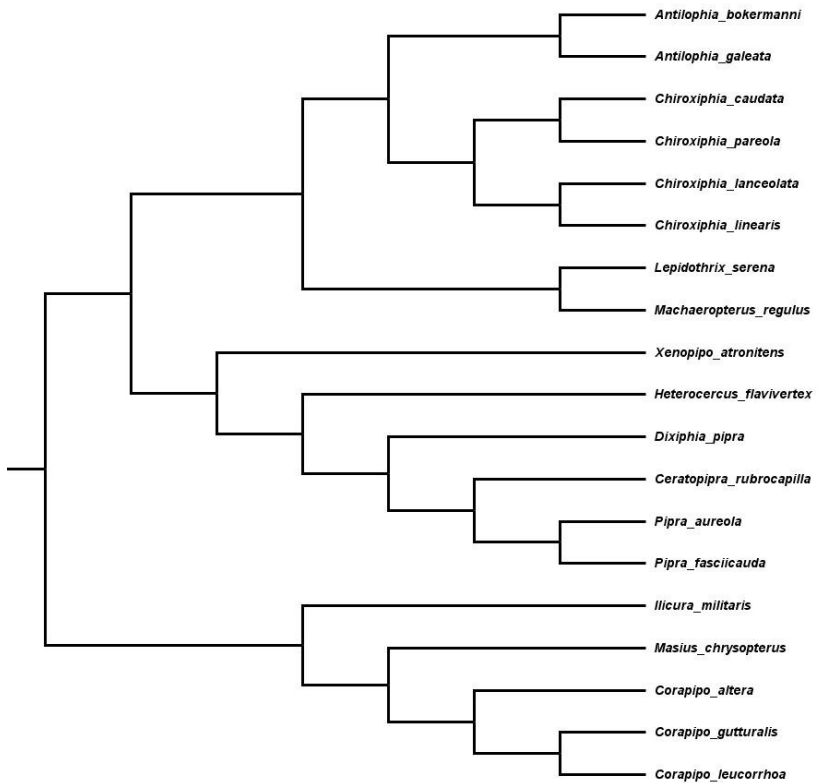 Antilophia_bokermanni
Antilophia_galeata
Chiroxiphia_caudata
Chiroxiphia_pareola
Chiroxiphia_lanceolata
Chiroxiphia_linearis
Lepidothrix_serena
Machaeropterus_regulus
Xenopipo_atronitens
Heterocercus_flavivertex
Dixiphia_pipra
Ceratopipra_rubrocapilla
Pipra_aureola
Pipra_fasciicauda
Ilicura_militaris
Masius_chrysopterus
Corapipo_altera
Corapipo_gutturalis
Corapipo_leucorrhoa